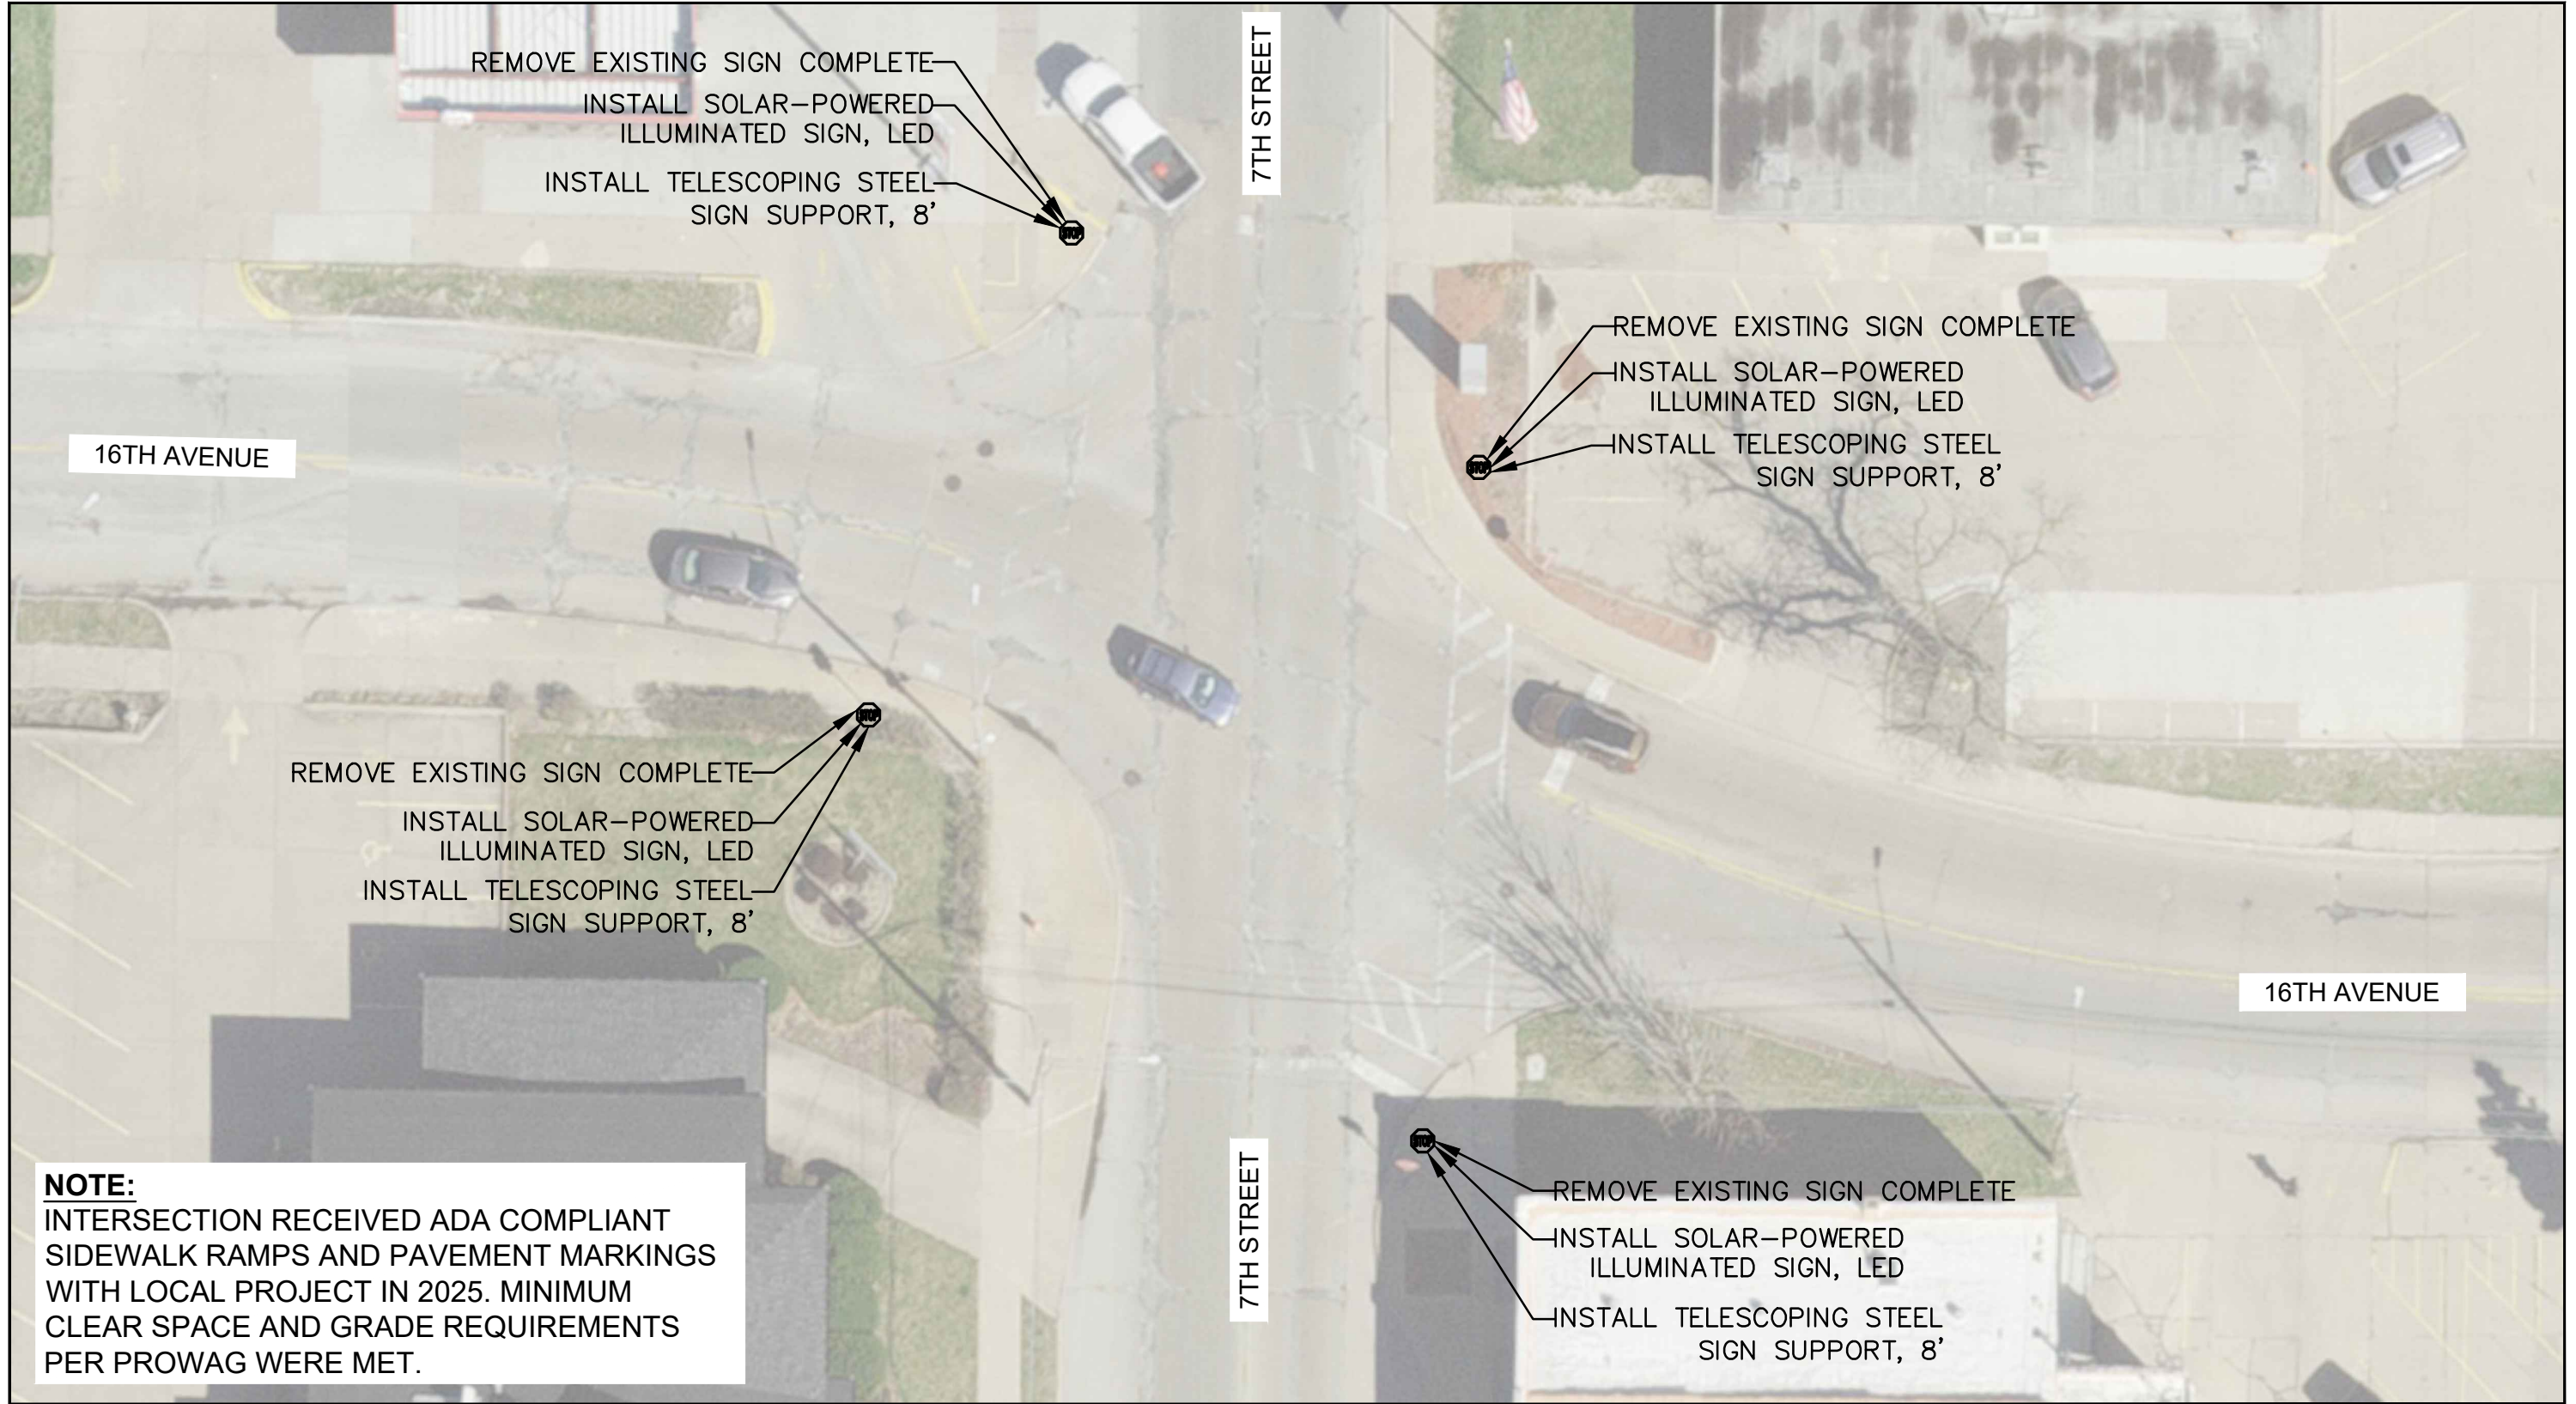 REMOVE EXISTING SIGN COMPLETE
INSTALL SOLAR-POWERED
ILLUMINATED SIGN, LED
INSTALL TELESCOPING STEEL
SIGN SUPPORT, 8'
STOP
7TH STREET
REMOVE EXISTING SIGN COMPLETE
INSTALL SOLAR-POWERED
ILLUMINATED SIGN, LED
INSTALL TELESCOPING STEEL
SIGN SUPPORT, 8'
STOP
16TH AVENUE
STOP
REMOVE EXISTING SIGN COMPLETE
INSTALL SOLAR-POWERED
ILLUMINATED SIGN, LED
INSTALL TELESCOPING STEEL
SIGN SUPPORT, 8'
16TH AVENUE
STOP
REMOVE EXISTING SIGN COMPLETE
INSTALL SOLAR-POWERED
ILLUMINATED SIGN, LED
INSTALL TELESCOPING STEEL
SIGN SUPPORT, 8'
7TH STREET
NOTE:
INTERSECTION RECEIVED ADA COMPLIANT
SIDEWALK RAMPS AND PAVEMENT MARKINGS
WITH LOCAL PROJECT IN 2025. MINIMUM
CLEAR SPACE AND GRADE REQUIREMENTS
PER PROWAG WERE MET.